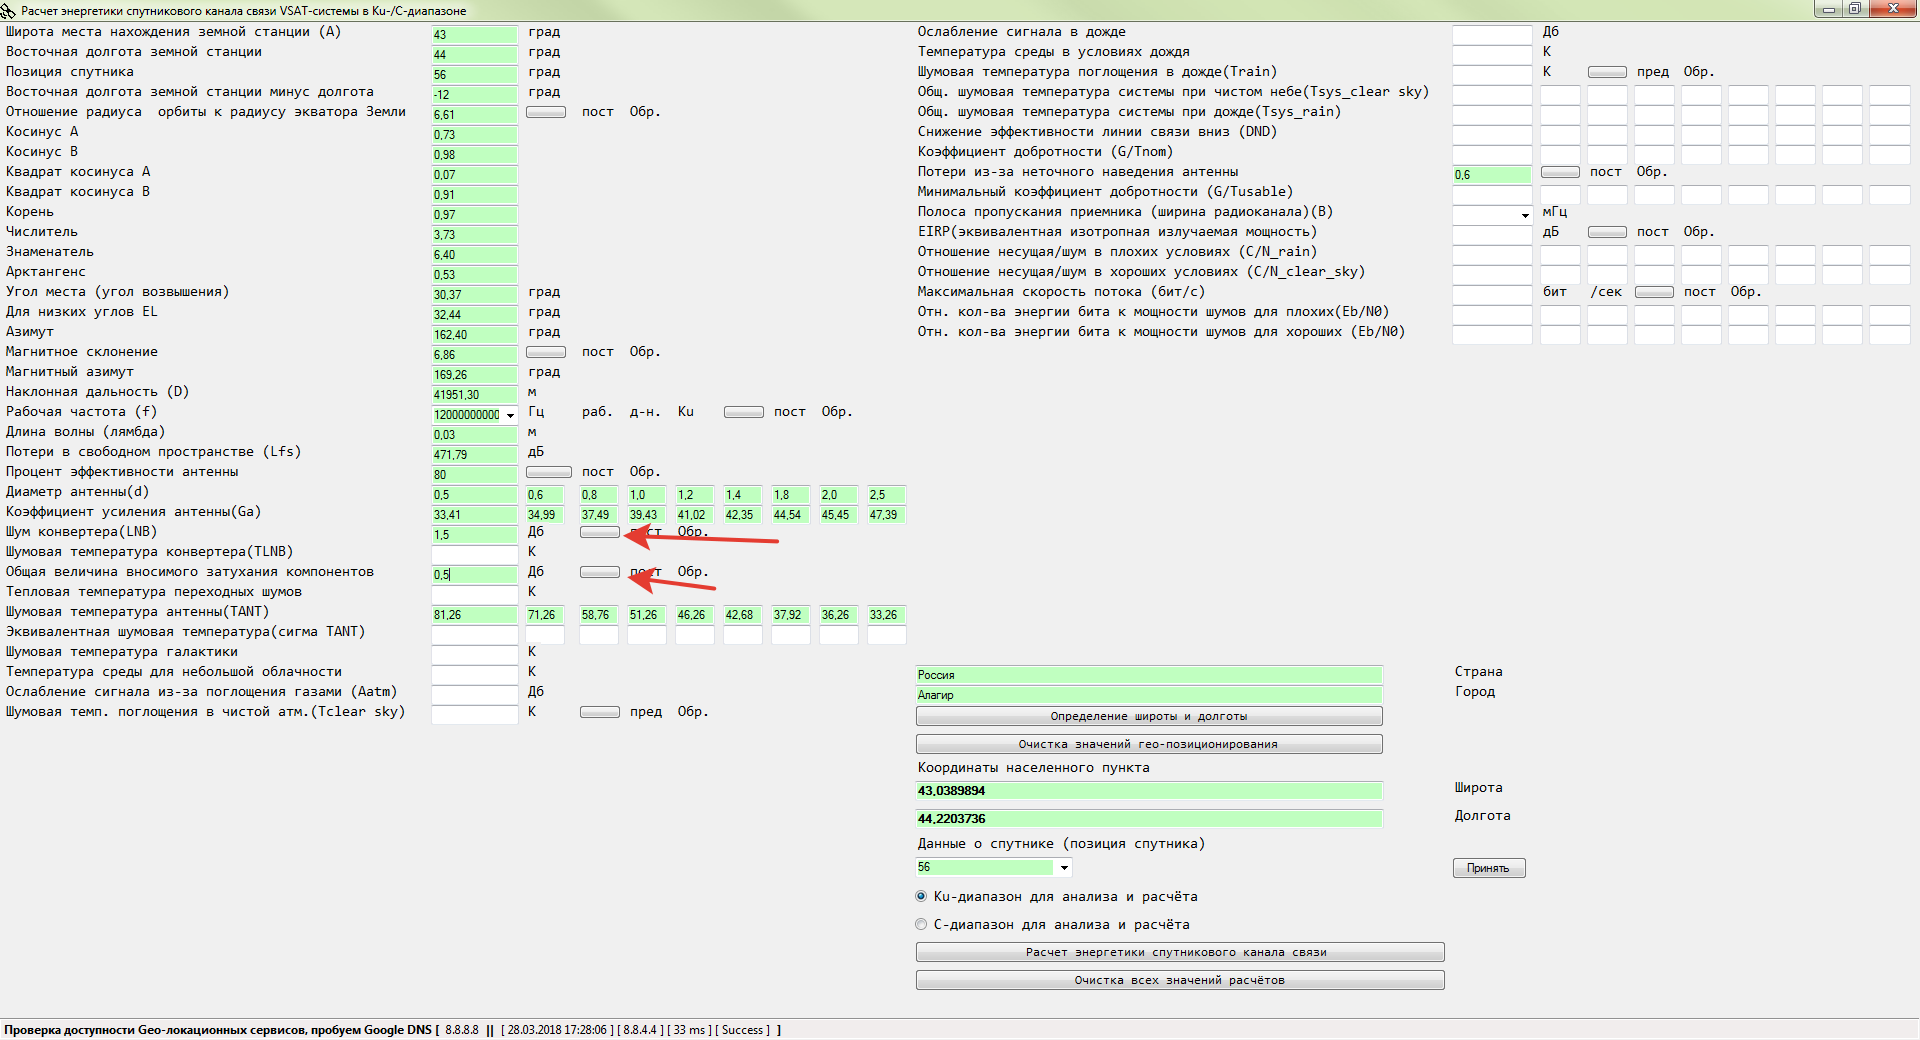 Расчет энергетики спутникового канала связи VSAT-системы в Ku-/C-диапазоне
Широта места нахождения земной станции (А) 43 град
Восточная долгота земной станции 44 град
Позиция спутника 56 град
Восточная долгота земной станции минус долгота -12 град
Отношение радиуса орбиты к радиусу экватора Земли 6,61 пост Обр.
Косинус А 0,73
Косинус В 0,98
Квадрат косинуса А 0,07
Квадрат косинуса В 0,91
Корень 0,97
Числитель 3,73
Знаменатель 6,40
Арктангенс 0,53
Угол места (угол возвышения) 30,37 град
Для низких углов EL 32,44 град
Азимут 162,40 град
Магнитное склонение 6,86 пост Обр.
Магнитный азимут 169,26 град
Наклонная дальность (D) 41951,30 м
Рабочая частота (f) 12000000000 Гц раб. д-н. Ku пост Обр.
Длина волны (лямбда) 0,03 м
Потери в свободном пространстве (Lfs) 471,79 дБ
Процент эффективности антенны 80 пост Обр.
Диаметр антенны(d) 0,5 0,6 0,8 1,0 1,2 1,4 1,8 2,0 2,5
Коэффициент усиления антенны(Ga) 33,41 34,99 37,49 39,43 41,02 42,35 44,54 45,45 47,39
Шум конвертера(LNB) 1,5 Дб пост Обр.
Шумовая температура конвертера(TLNB) К
Общая величина вносимого затухания компонентов 0,5 Дб пост Обр.
Тепловая температура переходных шумов К
Шумовая температура антенны(TANT) 81,26 71,26 58,76 51,26 46,26 42,68 37,92 36,26 33,26
Эквивалентная шумовая температура(сигма TANT)
Шумовая температура галактики К
Температура среды для небольшой облачности К
Ослабление сигнала из-за поглощения газами (Aatm) Дб
Шумовая темп. поглощения в чистой атм.(Tclear sky) К пред Обр.
Ослабление сигнала в дожде Дб
Температура среды в условиях дождя К
Шумовая температура поглощения в дожде(Train) К пред Обр.
Общ. шумовая температура системы при чистом небе(Tsys_clear sky)
Общ. шумовая температура системы при дожде(Tsys_rain)
Снижение эффективности линии связи вниз (DND)
Коэффициент добротности (G/Tnom)
Потери из-за неточного наведения антенны 0,6 пост Обр.
Минимальный коэффициент добротности (G/Tusable)
Полоса пропускания приемника (ширина радиоканала)(В) мГц
EIRP(эквивалентная изотропная излучаемая мощность) дБ пост Обр.
Отношение несущая/шум в плохих условиях (C/N_rain)
Отношение несущая/шум в хороших условиях (C/N_clear_sky)
Максимальная скорость потока (бит/с) бит /сек пост Обр.
Отн. кол-ва энергии бита к мощности шумов для плохих(Eb/N0)
Отн. кол-ва энергии бита к мощности шумов для хороших (Eb/N0)
Россия Страна
Алагир Город
Определение широты и долготы
Очистка значений гео-позиционирования
Координаты населенного пункта
43,0389894 Широта
44,2203736 Долгота
Данные о спутнике (позиция спутника)
56 Принять
Ku-диапазон для анализа и расчёта
C-диапазон для анализа и расчёта
Расчет энергетики спутникового канала связи
Очистка всех значений расчётов
Проверка доступности Geo-локационных сервисов, пробуем Google DNS [ 8.8.8.8 || [ 28.03.2018 17:28:06 ] [ 8.8.4.4 ] [ 33 ms ] [ Success ] ]